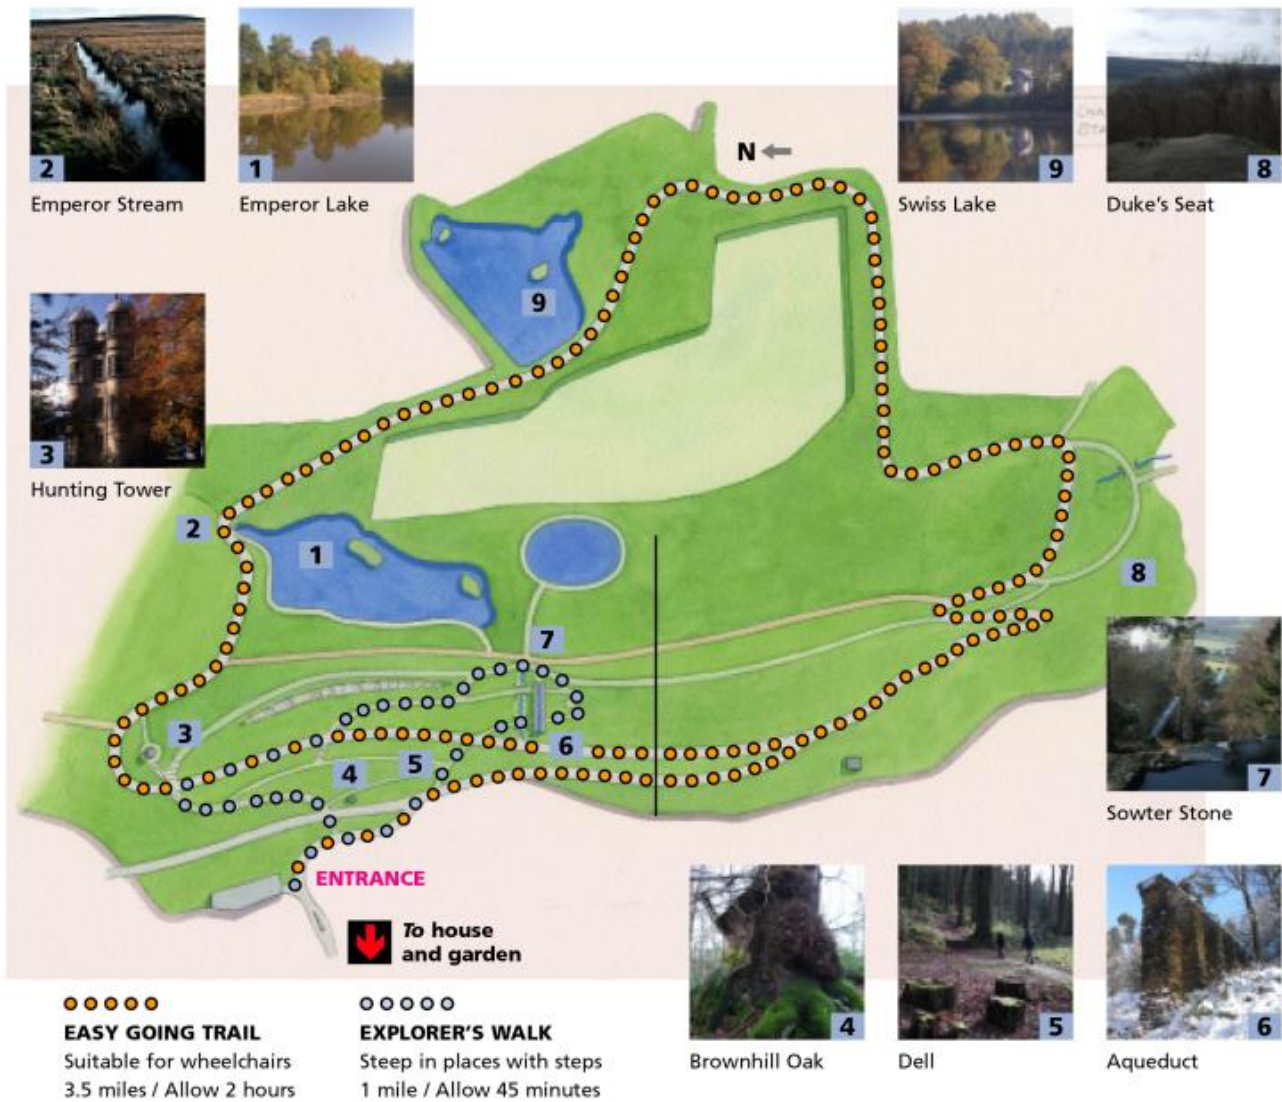 2
Emperor Stream
1
Emperor Lake
N
9
Swiss Lake
8
Duke's Seat
3
Hunting Tower
9
2
1
8
7
3
6
5
4
7
Sowter Stone
ENTRANCE
To house
and garden
4
Brownhill Oak
5
Dell
6
Aqueduct
EASY GOING TRAIL
Suitable for wheelchairs
3.5 miles / Allow 2 hours
EXPLORER'S WALK
Steep in places with steps
1 mile / Allow 45 minutes